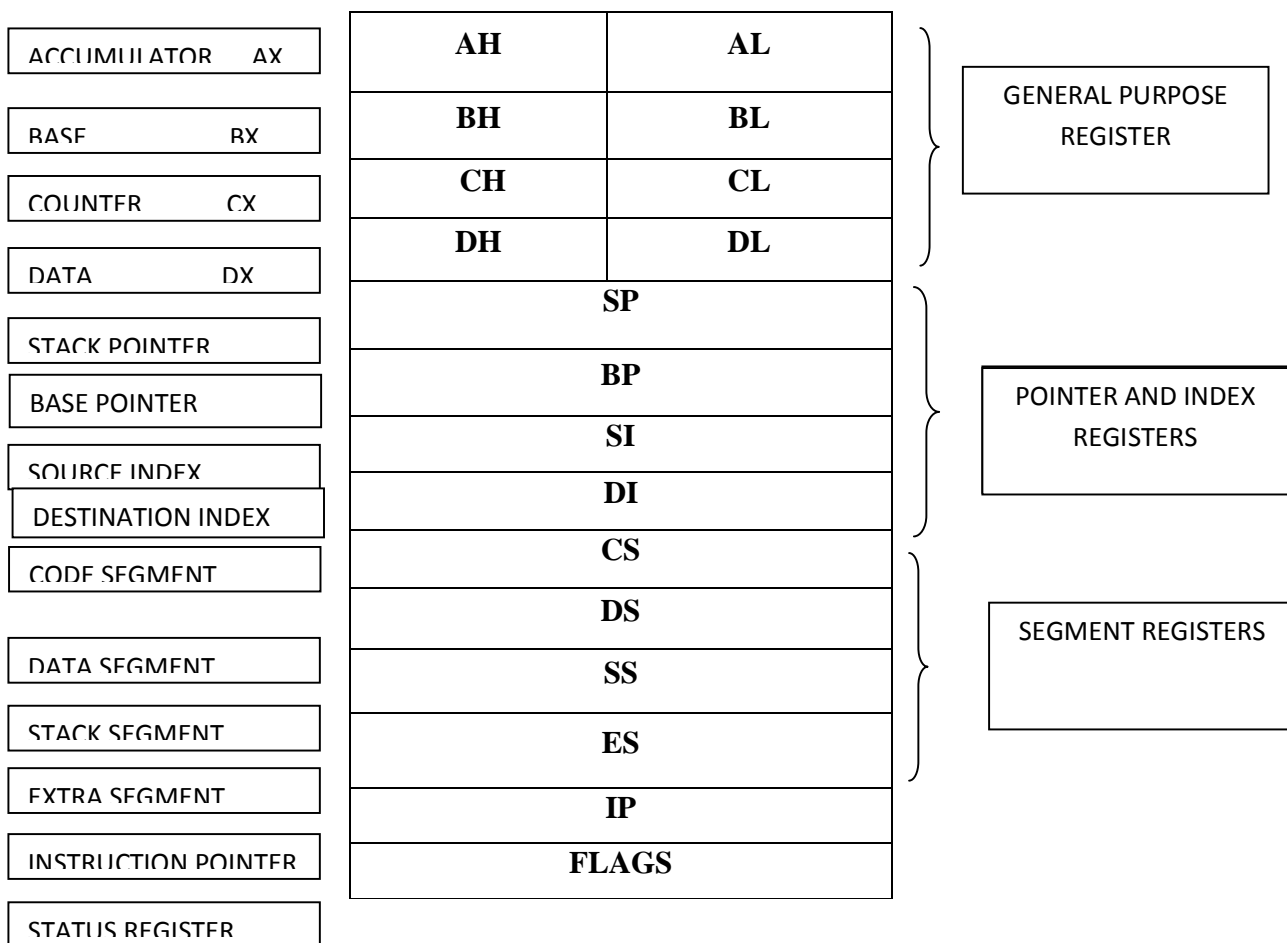 ACCUMULATOR AX
BASE BX
COUNTER CX
DATA DX
STACK POINTER
BASE POINTER
SOURCE INDEX
DESTINATION INDEX
CODE SEGMENT
DATA SEGMENT
STACK SEGMENT
EXTRA SEGMENT
INSTRUCTION POINTER
STATUS REGISTER
AH AL
BH BL
CH CL
DH DL
SP
BP
SI
DI
CS
DS
SS
ES
IP
FLAGS
GENERAL PURPOSE
REGISTER
POINTER AND INDEX
REGISTERS
SEGMENT REGISTERS